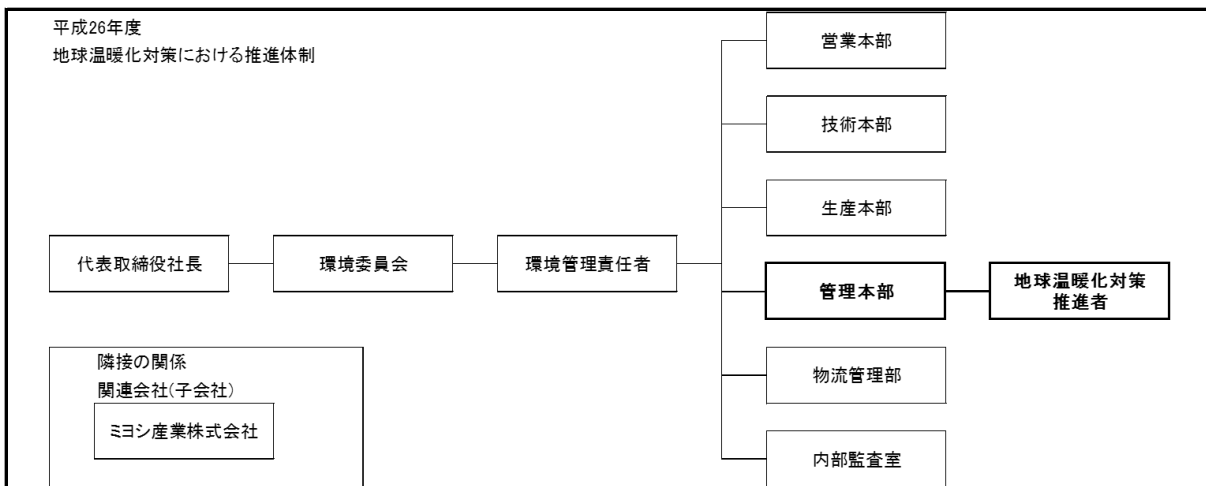 平成26年度
地球温暖化対策における推進体制
営業本部
技術本部
生産本部
代表取締役社長
環境委員会
環境管理責任者
管理本部
地球温暖化対策
推進者
隣接の関係
関連会社(子会社)
ミヨシ産業株式会社
物流管理部
内部監査室